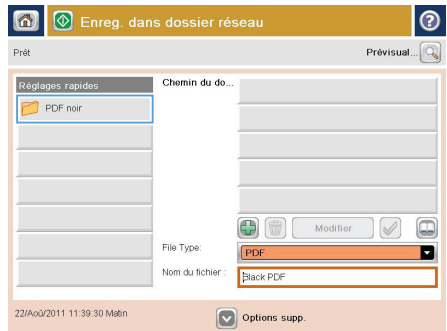 Enreg. dans dossier réseau
Prêt
Prévisual...
Réglages rapides
PDF noir
Chemin du do...
Modifier
File Type:
PDF
Nom du fichier :
Black PDF
22/Aoû/2011 11:39:30 Matin
Options supp.